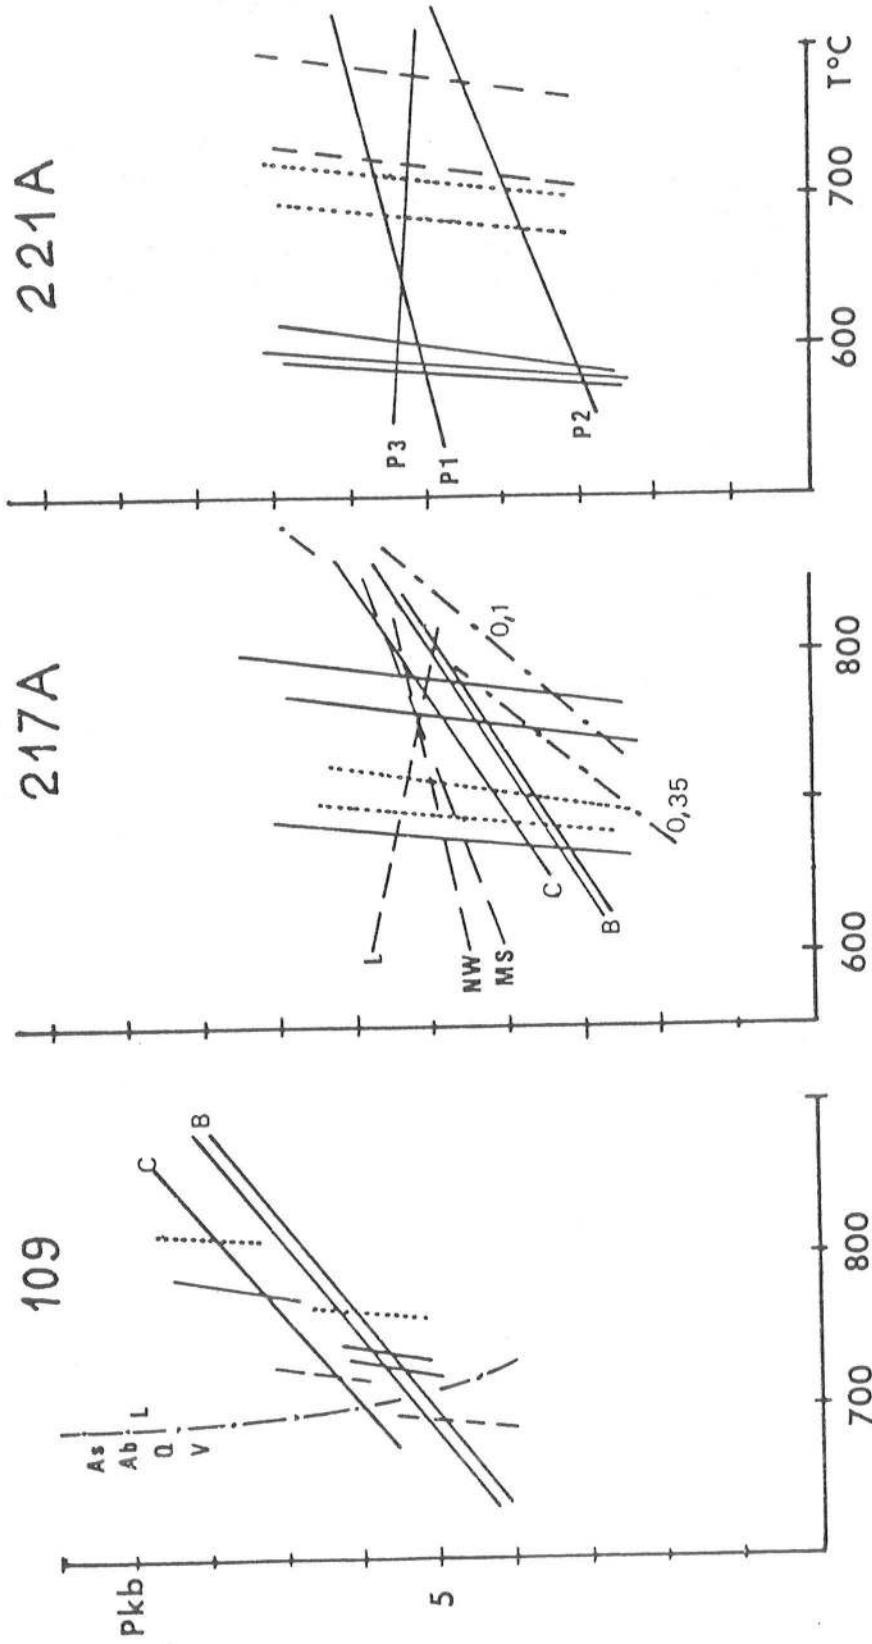 109
Pkb
5
C
B
As
Ab L
Q
V
700 800
217A
L
NW
MS
C
B
0,1
0,35
600 800
221A
P3
P1
P2
600 700 T°C